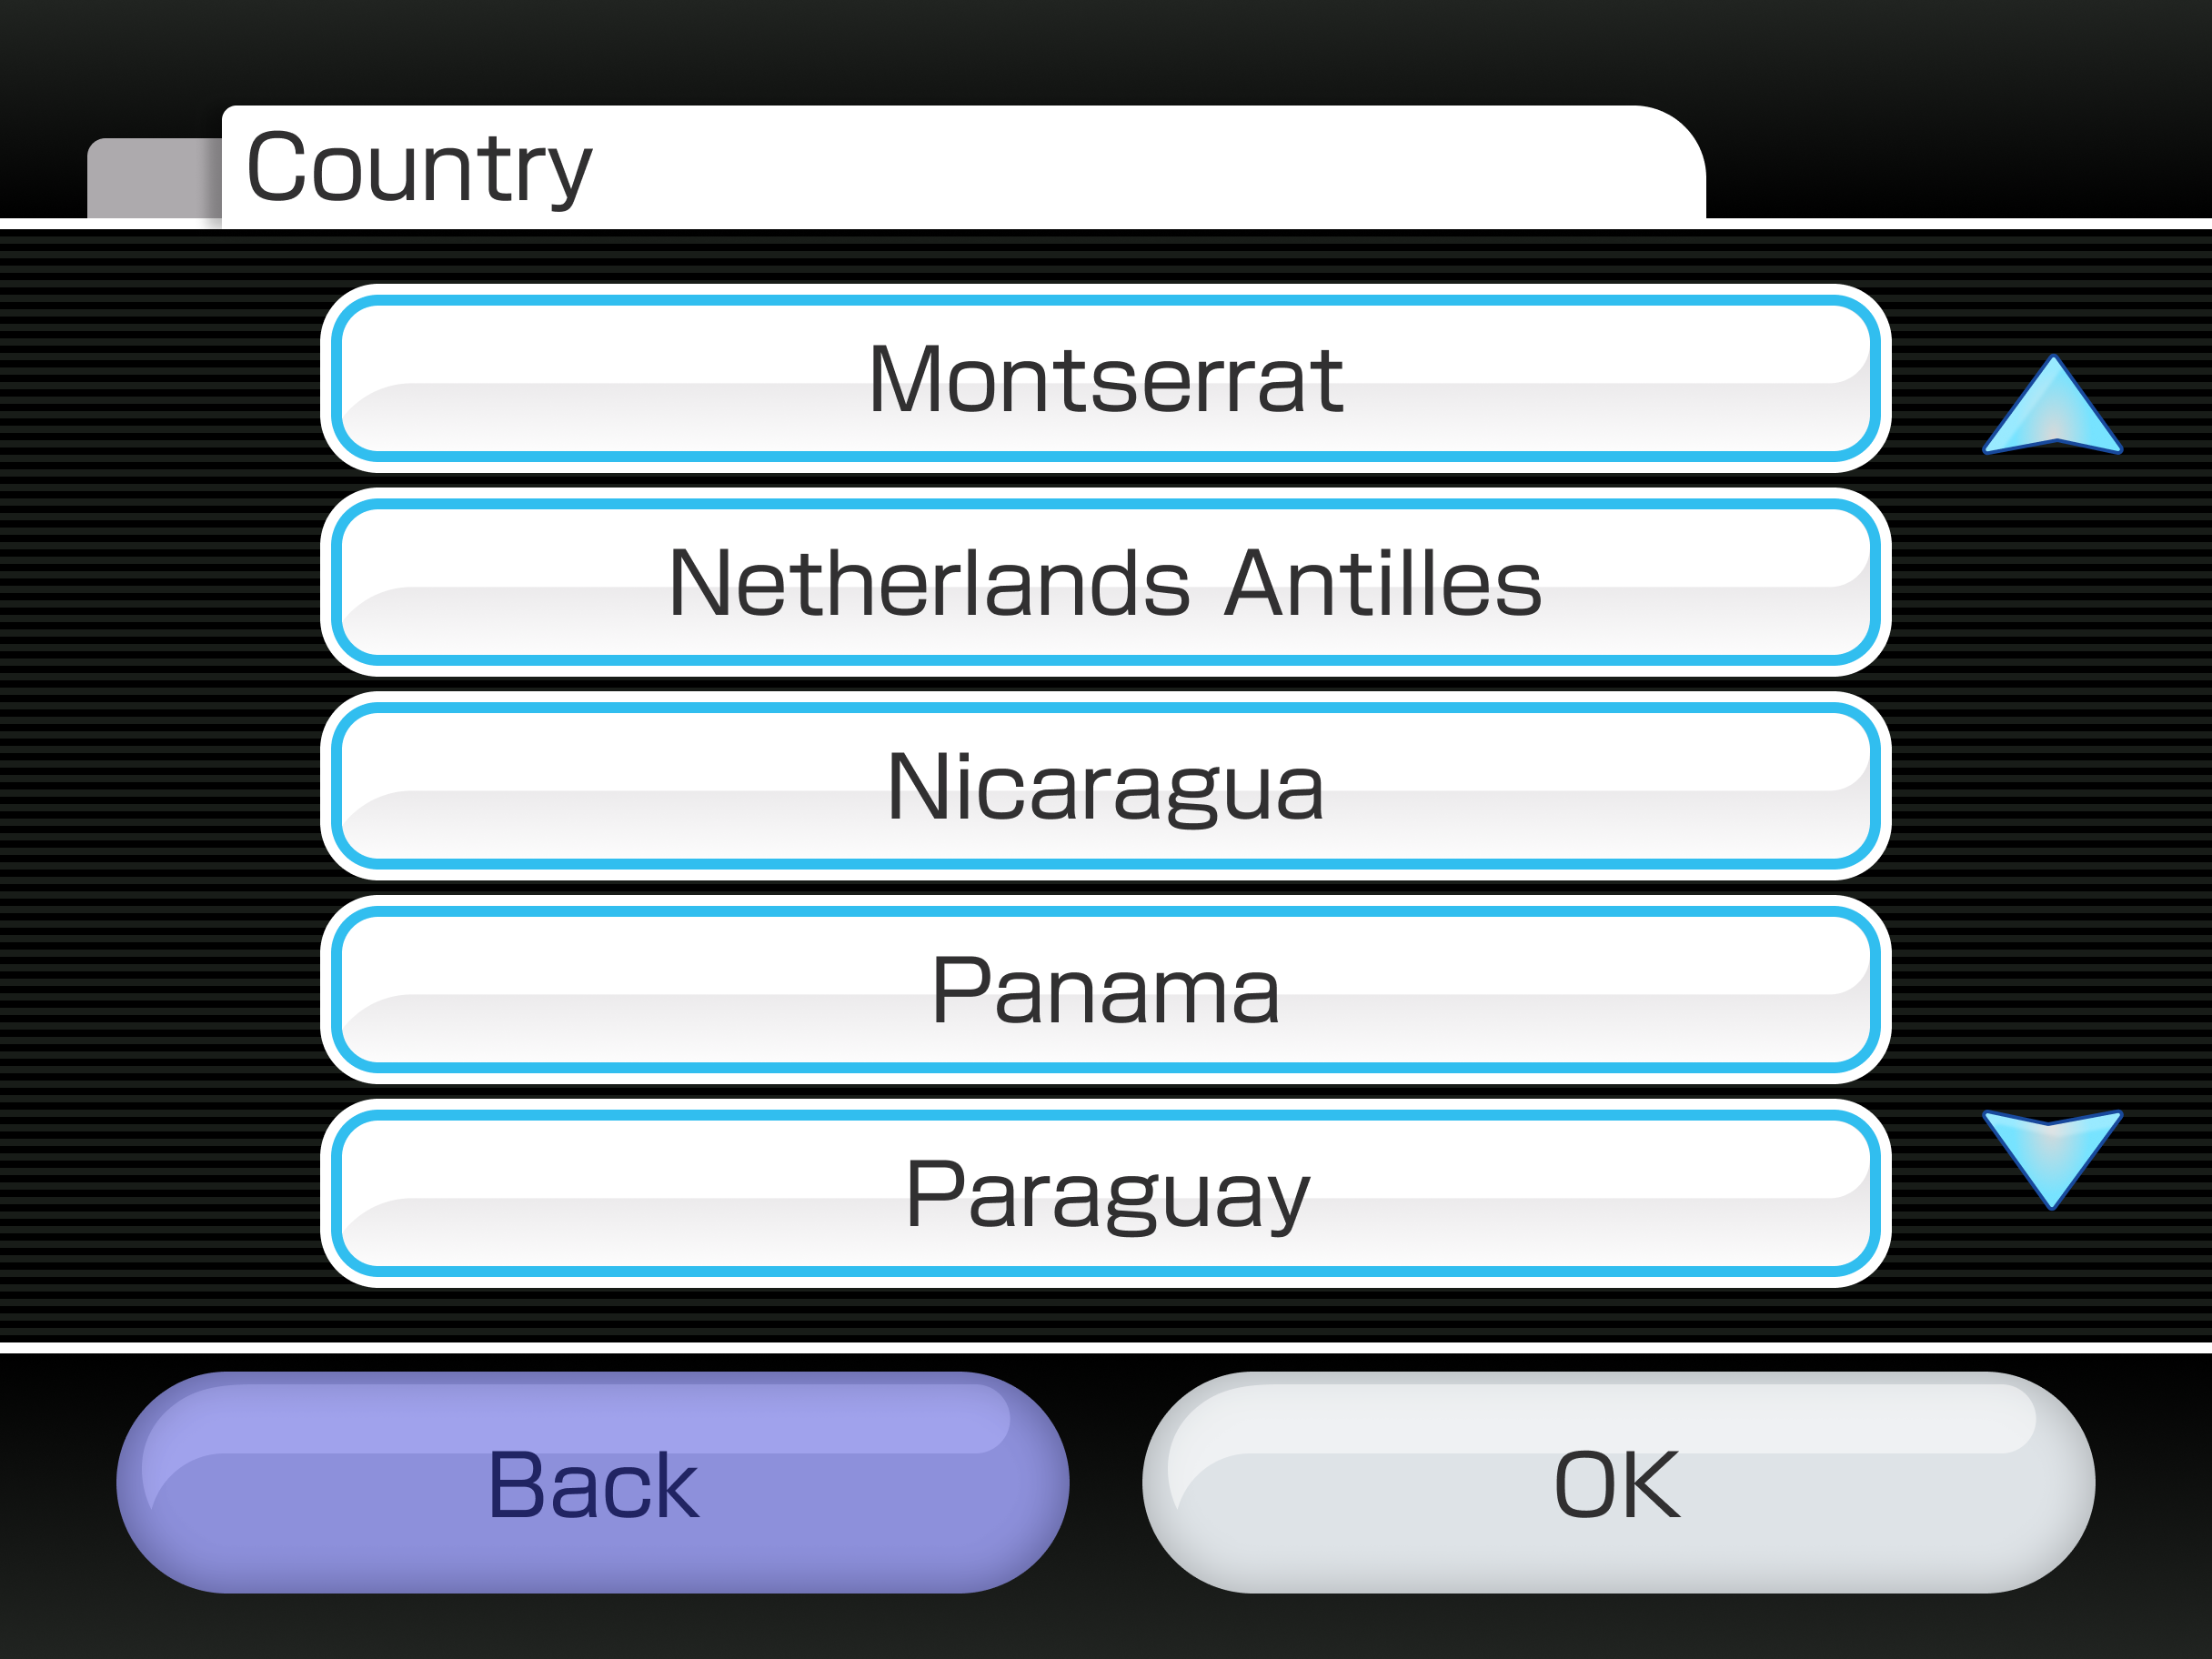 Country
Montserrat
Netherlands Antilles
Nicaragua
Panama
Paraguay
Back
OK